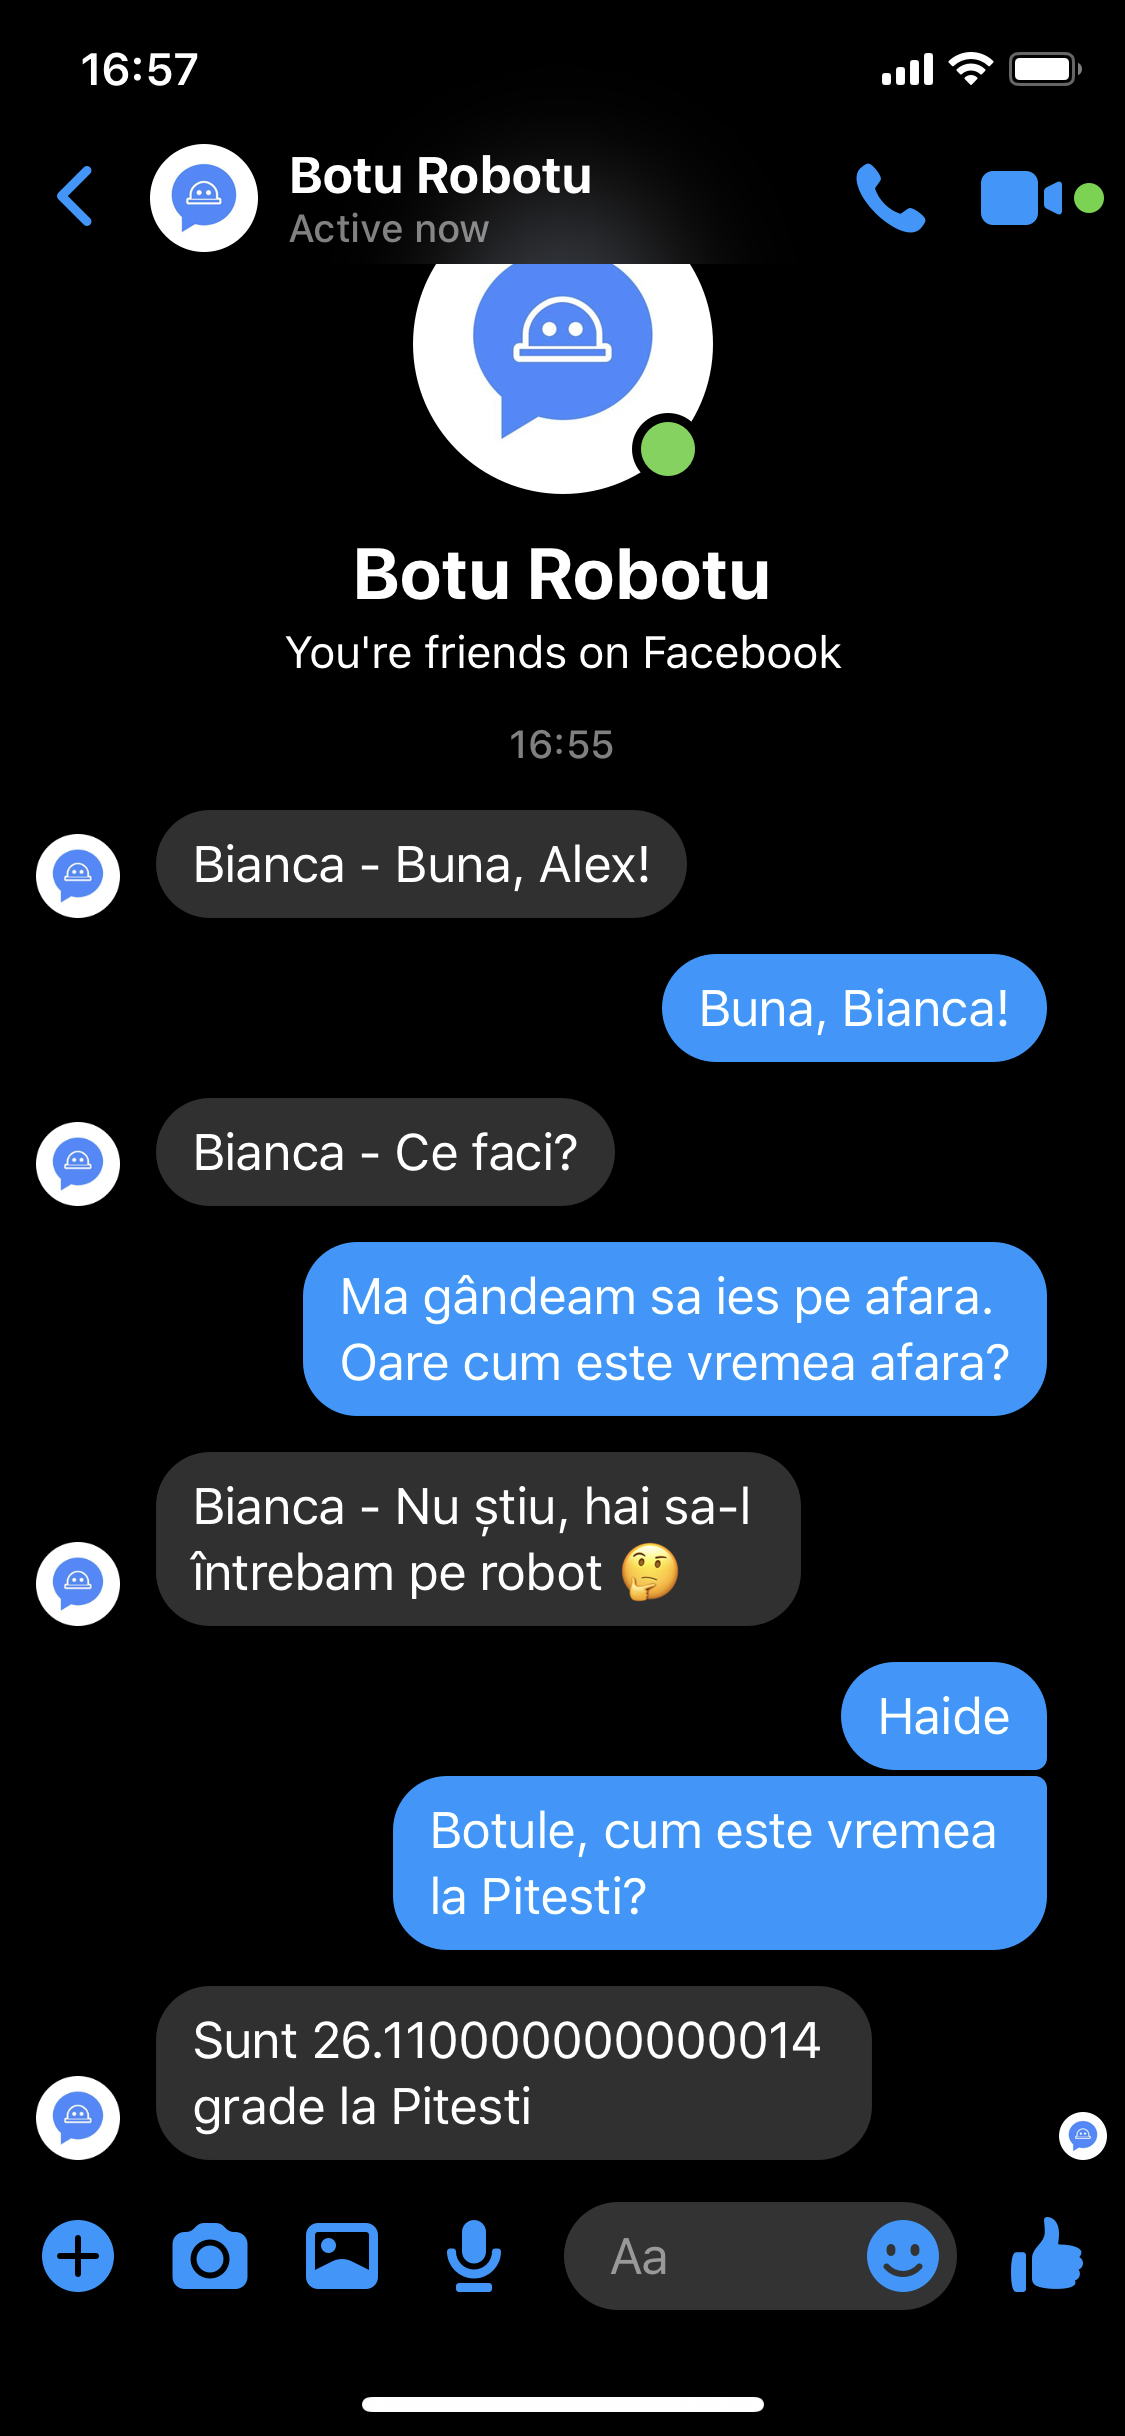 16:57
Botu Robotu
Active now
Botu Robotu
You're friends on Facebook
16:55
Bianca - Buna, Alex!
Buna, Bianca!
Bianca - Ce faci?
Ma gândeam sa ies pe afara.
Oare cum este vremea afara?
Bianca - Nu știu, hai sa-l
întrebam pe robot 🤔
Haide
Botule, cum este vremea
la Pitesti?
Sunt 26.110000000000014
grade la Pitesti
Aa